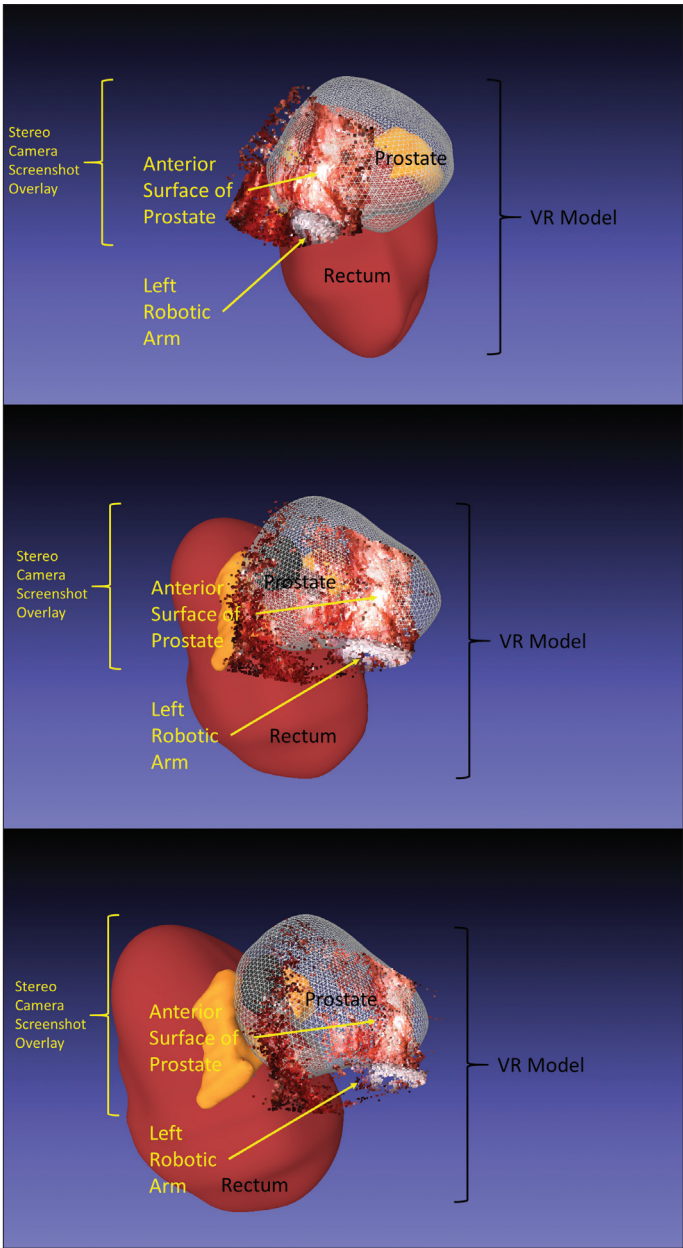 Stereo
Camera
Screenshot
Overlay
Anterior
Surface of
Prostate
Prostate
VR Model
Left
Robotic
Arm
Rectum
Stereo
Camera
Screenshot
Overlay
Anterior
Surface of
Prostate
Prostate
VR Model
Left
Robotic
Arm
Rectum
Stereo
Camera
Screenshot
Overlay
Anterior
Surface of
Prostate
Prostate
VR Model
Left
Robotic
Arm
Rectum